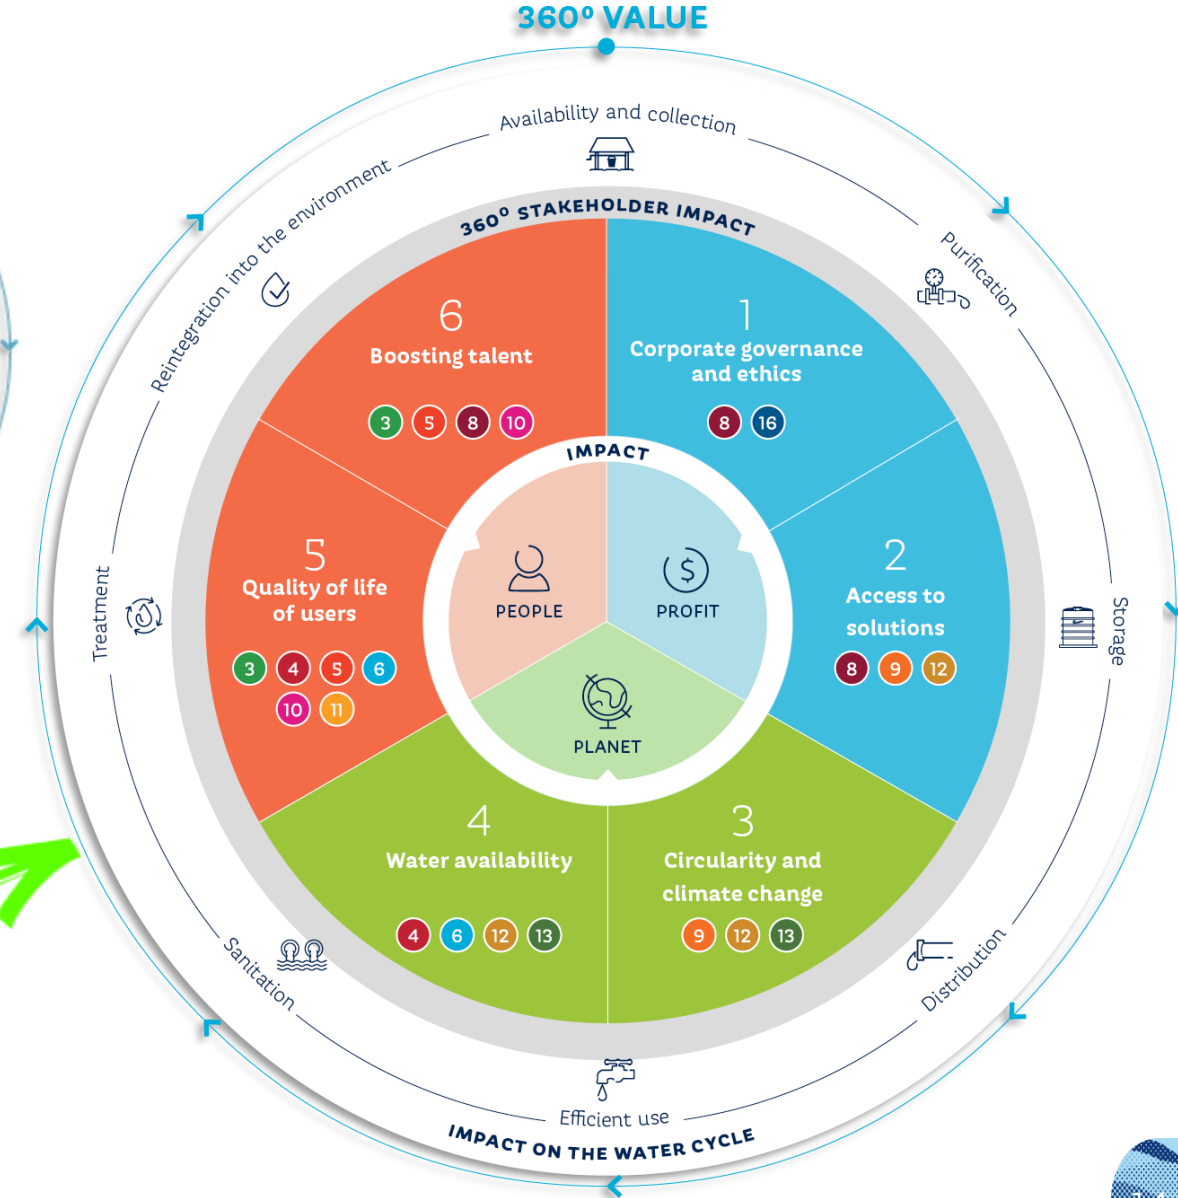 360º VALUE
Availability and collection
Purification
Storage
Distribution
Efficient use
Sanitation
Treatment
Reintegration into the environment
IMPACT ON THE WATER CYCLE
360º STAKEHOLDER IMPACT
1
Corporate governance
and ethics
8 16
2
Access to
solutions
8 9 12
3
Circularity and
climate change
9 12 13
4
Water availability
4 6 12 13
5
Quality of life
of users
3 4 5 6
10 11
6
Boosting talent
3 5 8 10
IMPACT
PEOPLE
$
PROFIT
PLANET